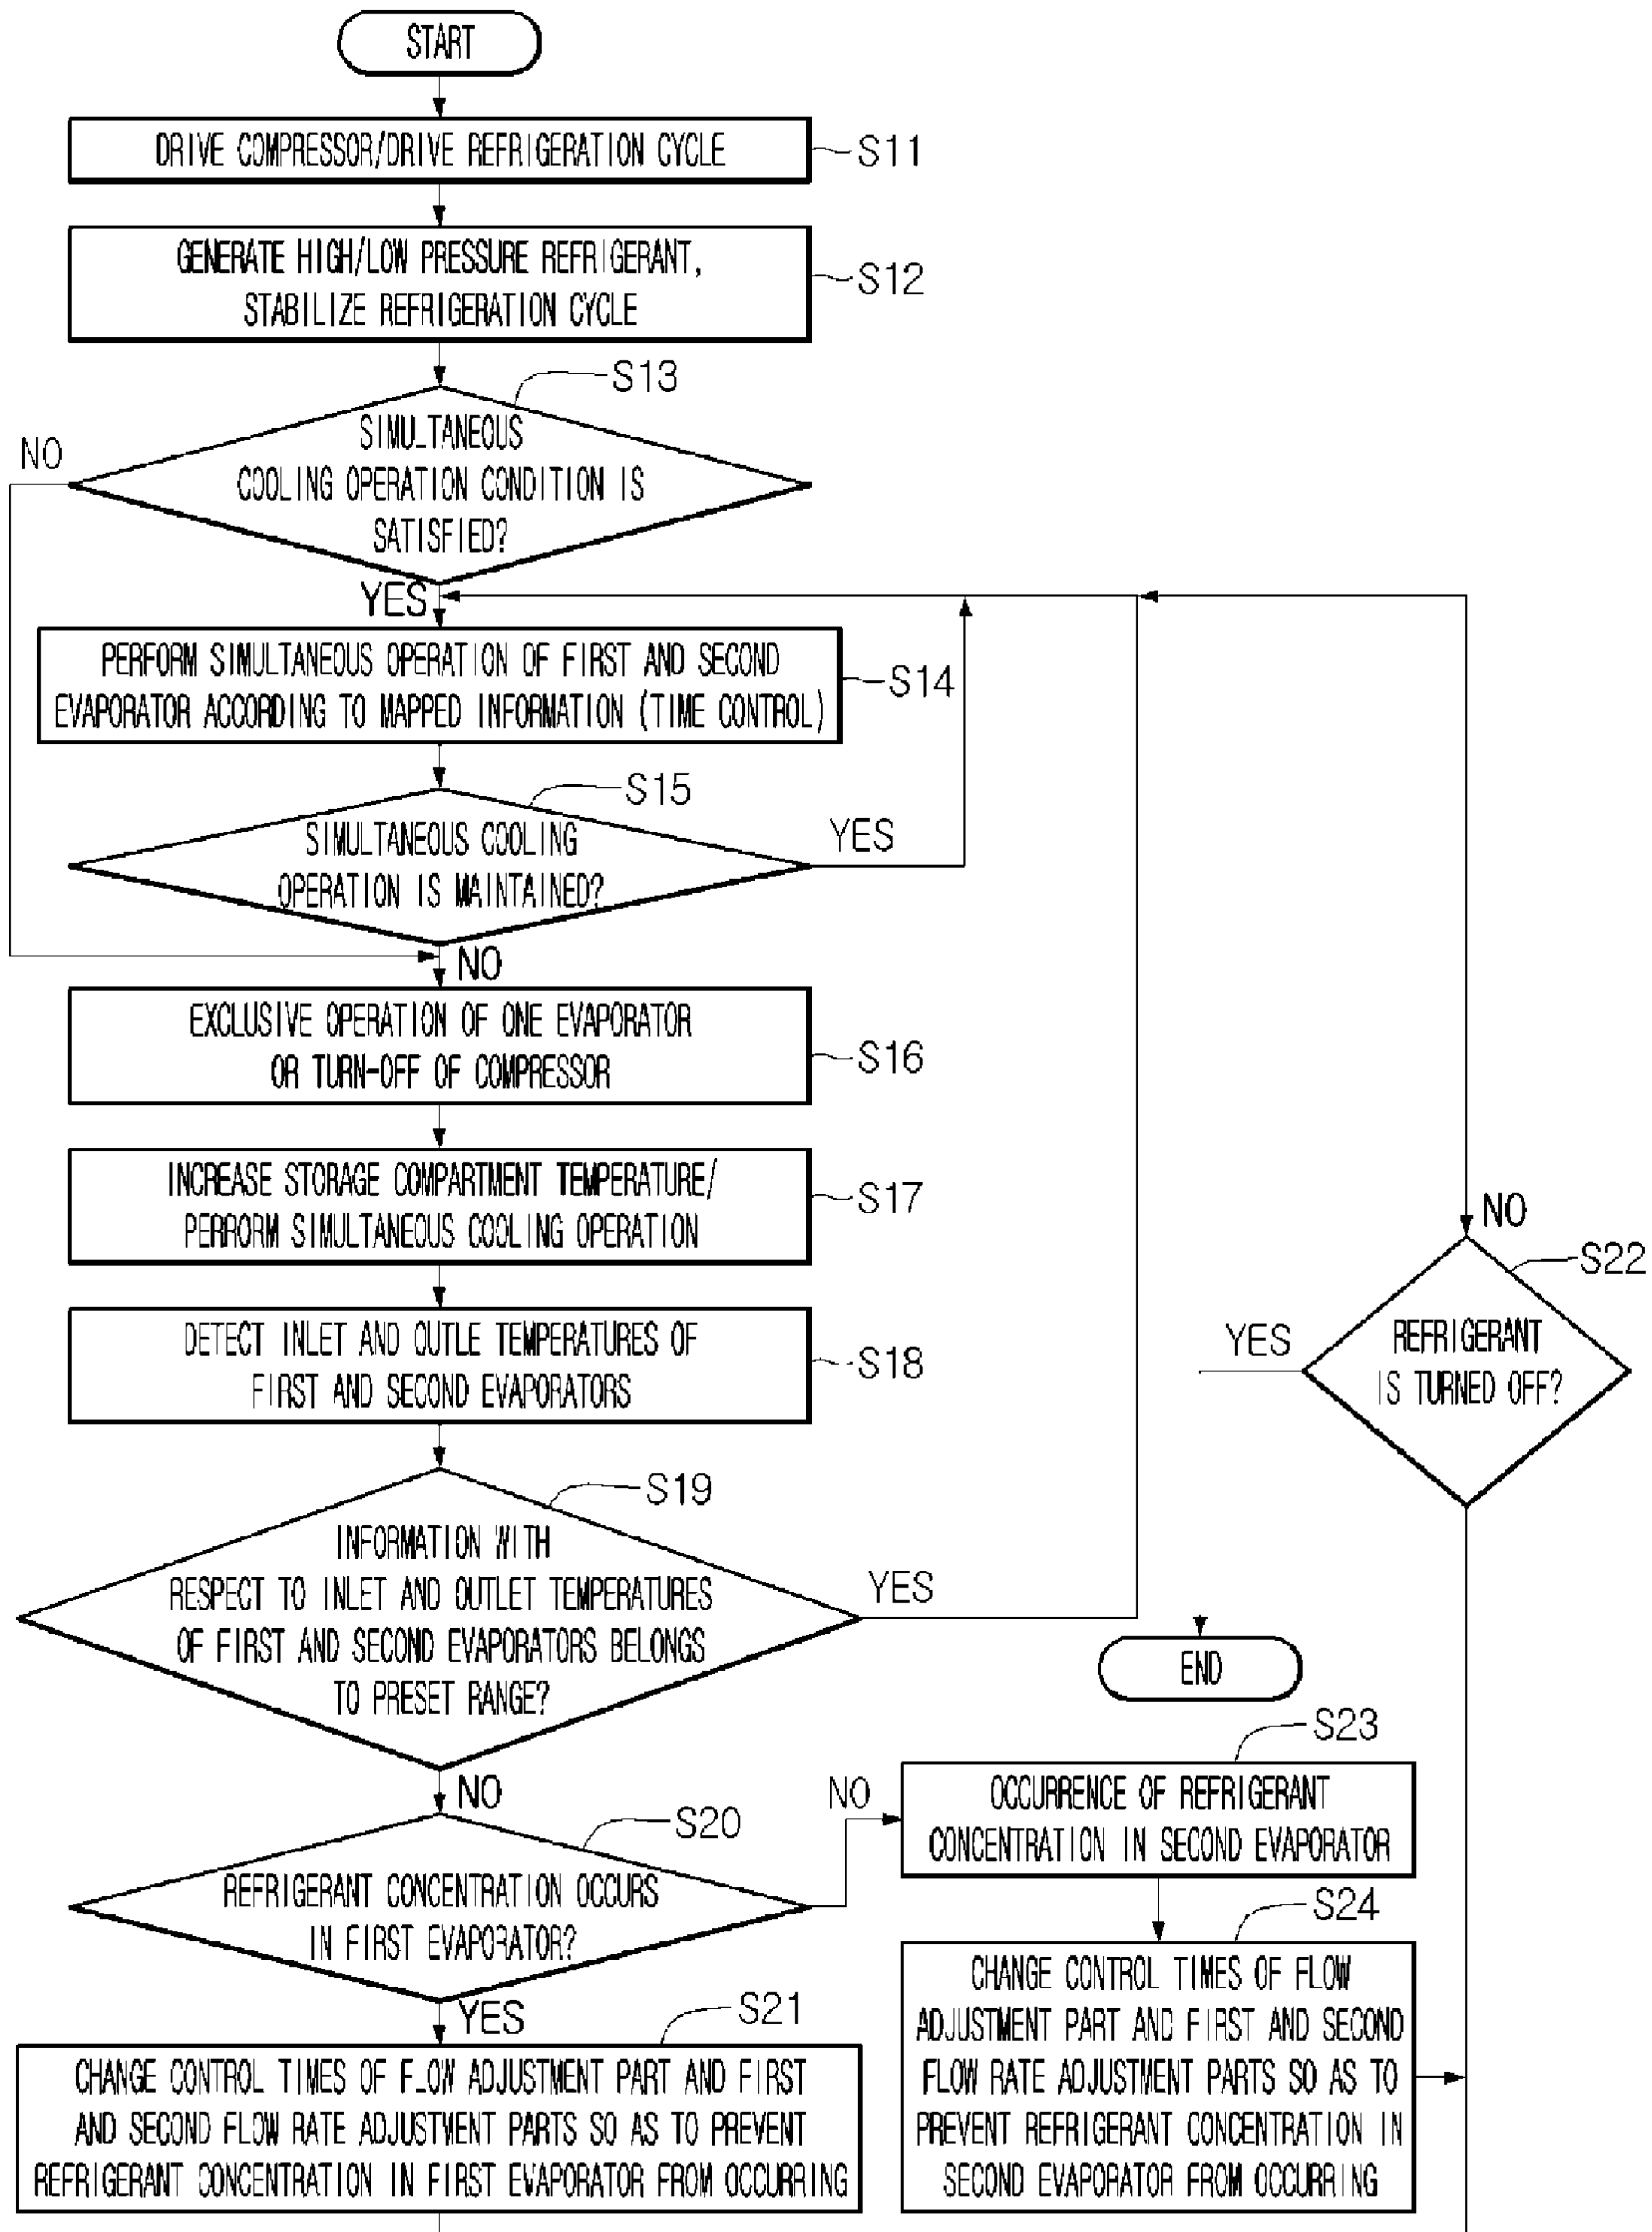 START
DRIVE COMPRESSOR/DRIVE REFRIGERATION CYCLE
S11
GENERATE HIGH/LOW PRESSURE REFRIGERANT,
STABILIZE REFRIGERATION CYCLE
S12
S13
SIMULTANEOUS
COOLING OPERATION CONDITION IS
SATISFIED?
NO
YES
PERFORM SIMULTANEOUS OPERATION OF FIRST AND SECOND
EVAPORATOR ACCORDING TO MAPPED INFORMATION (TIME CONTROL)
S14
S15
SIMULTANEOUS COOLING
OPERATION IS MAINTAINED?
YES
NO
EXCLUSIVE OPERATION OF ONE EVAPORATOR
OR TURN-OFF OF COMPRESSOR
S16
INCREASE STORAGE COMPARTMENT TEMPERATURE/
PERRORM SIMULTANEOUS COOLING OPERATION
S17
NO
S22
REFRIGERANT
IS TURNED OFF?
YES
DETECT INLET AND OUTLE TEMPERATURES OF
FIRST AND SECOND EVAPORATORS
S18
S19
INFORMATION WITH
RESPECT TO INLET AND OUTLET TEMPERATURES
OF FIRST AND SECOND EVAPORATORS BELONGS
TO PRESET RANGE?
YES
END
NO
S20
REFRIGERANT CONCENTRATION OCCURS
IN FIRST EVAPORATOR?
NO
S23
OCCURRENCE OF REFRIGERANT
CONCENTRATION IN SECOND EVAPORATOR
S24
CHANGE CONTROL TIMES OF FLOW
ADJUSTMENT PART AND FIRST AND SECOND
FLOW RATE ADJUSTMENT PARTS SO AS TO
PREVENT REFRIGERANT CONCENTRATION IN
SECOND EVAPORATOR FROM OCCURRING
YES
S21
CHANGE CONTROL TIMES OF FLOW ADJUSTMENT PART AND FIRST
AND SECOND FLOW RATE ADJUSTMENT PARTS SO AS TO PREVENT
REFRIGERANT CONCENTRATION IN FIRST EVAPORATOR FROM OCCURRING